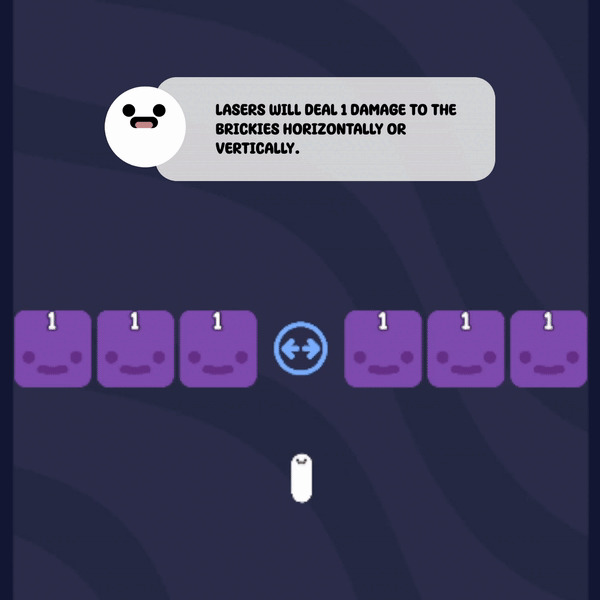 LASERS WILL DEAL 1 DAMAGE TO THE
BRICKIES HORIZONTALLY OR
VERTICALLY.
1 1 1 1 1 1